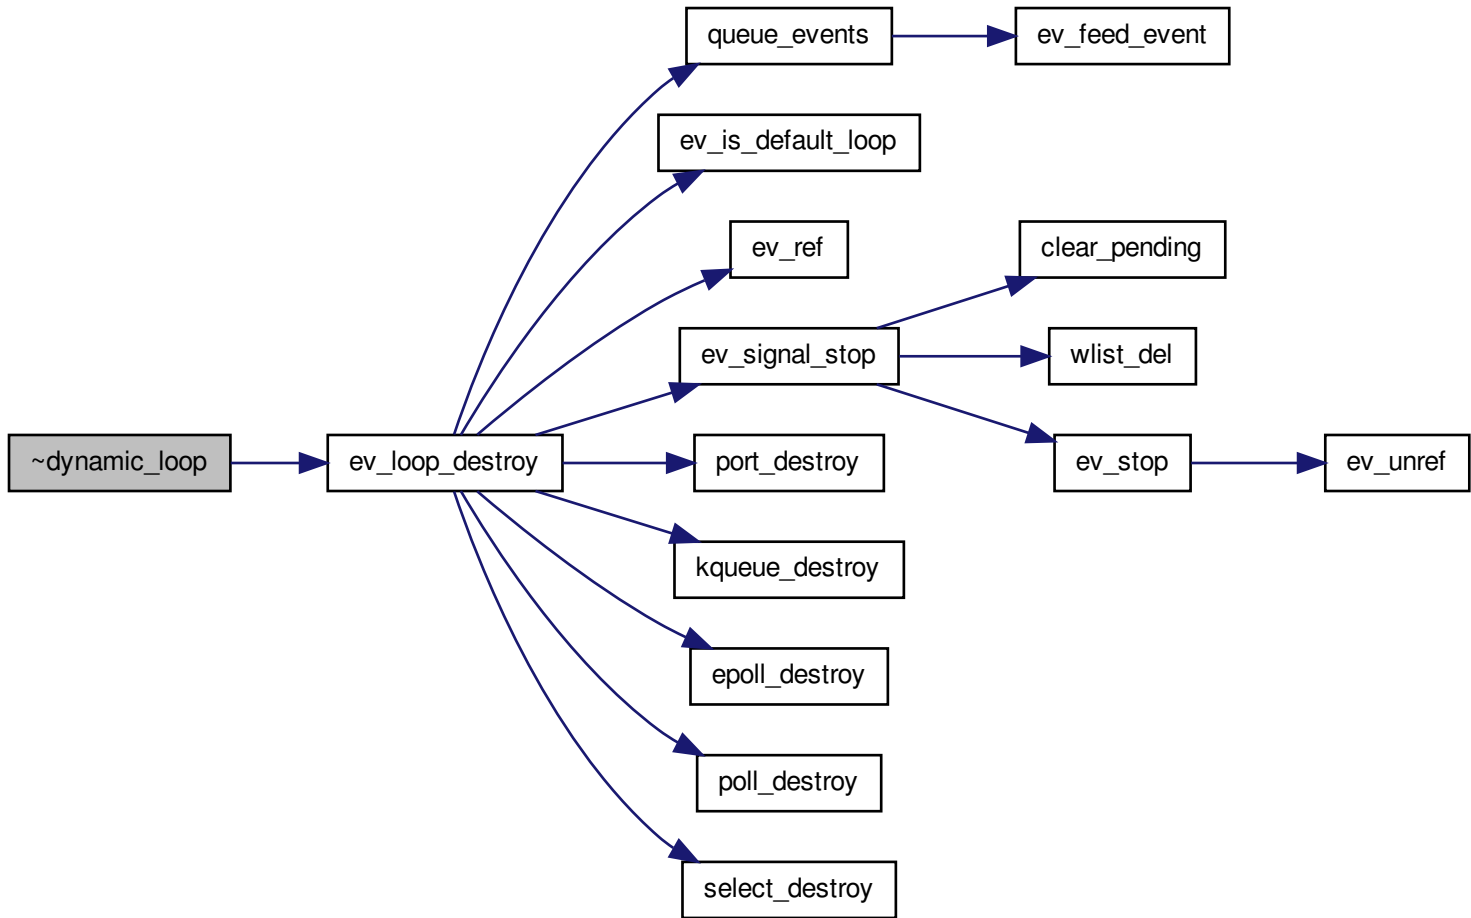 queue_events
ev_feed_event
ev_is_default_loop
ev_ref
clear_pending
ev_signal_stop
wlist_del
~dynamic_loop
ev_loop_destroy
port_destroy
ev_stop
ev_unref
kqueue_destroy
epoll_destroy
poll_destroy
select_destroy